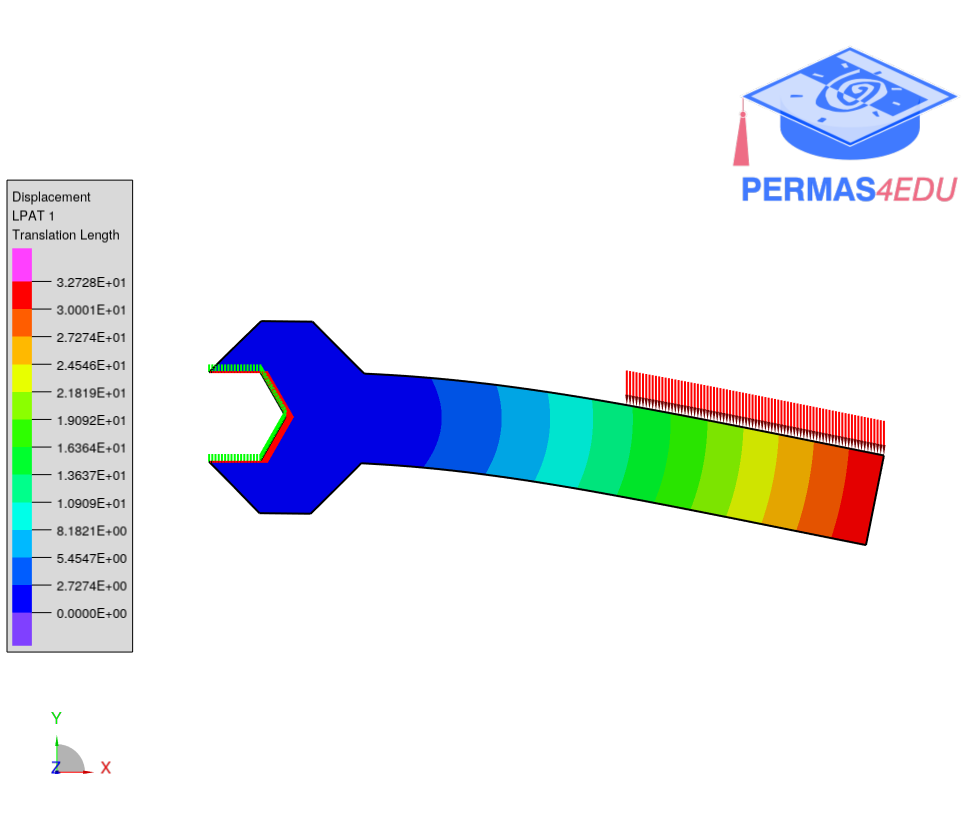 PERMAS4EDU
Displacement
LPAT 1
Translation Length
3.2728E+01
3.0001E+01
2.7274E+01
2.4546E+01
2.1819E+01
1.9092E+01
1.6364E+01
1.3637E+01
1.0909E+01
8.1821E+00
5.4547E+00
2.7274E+00
0.0000E+00
Y
Z X